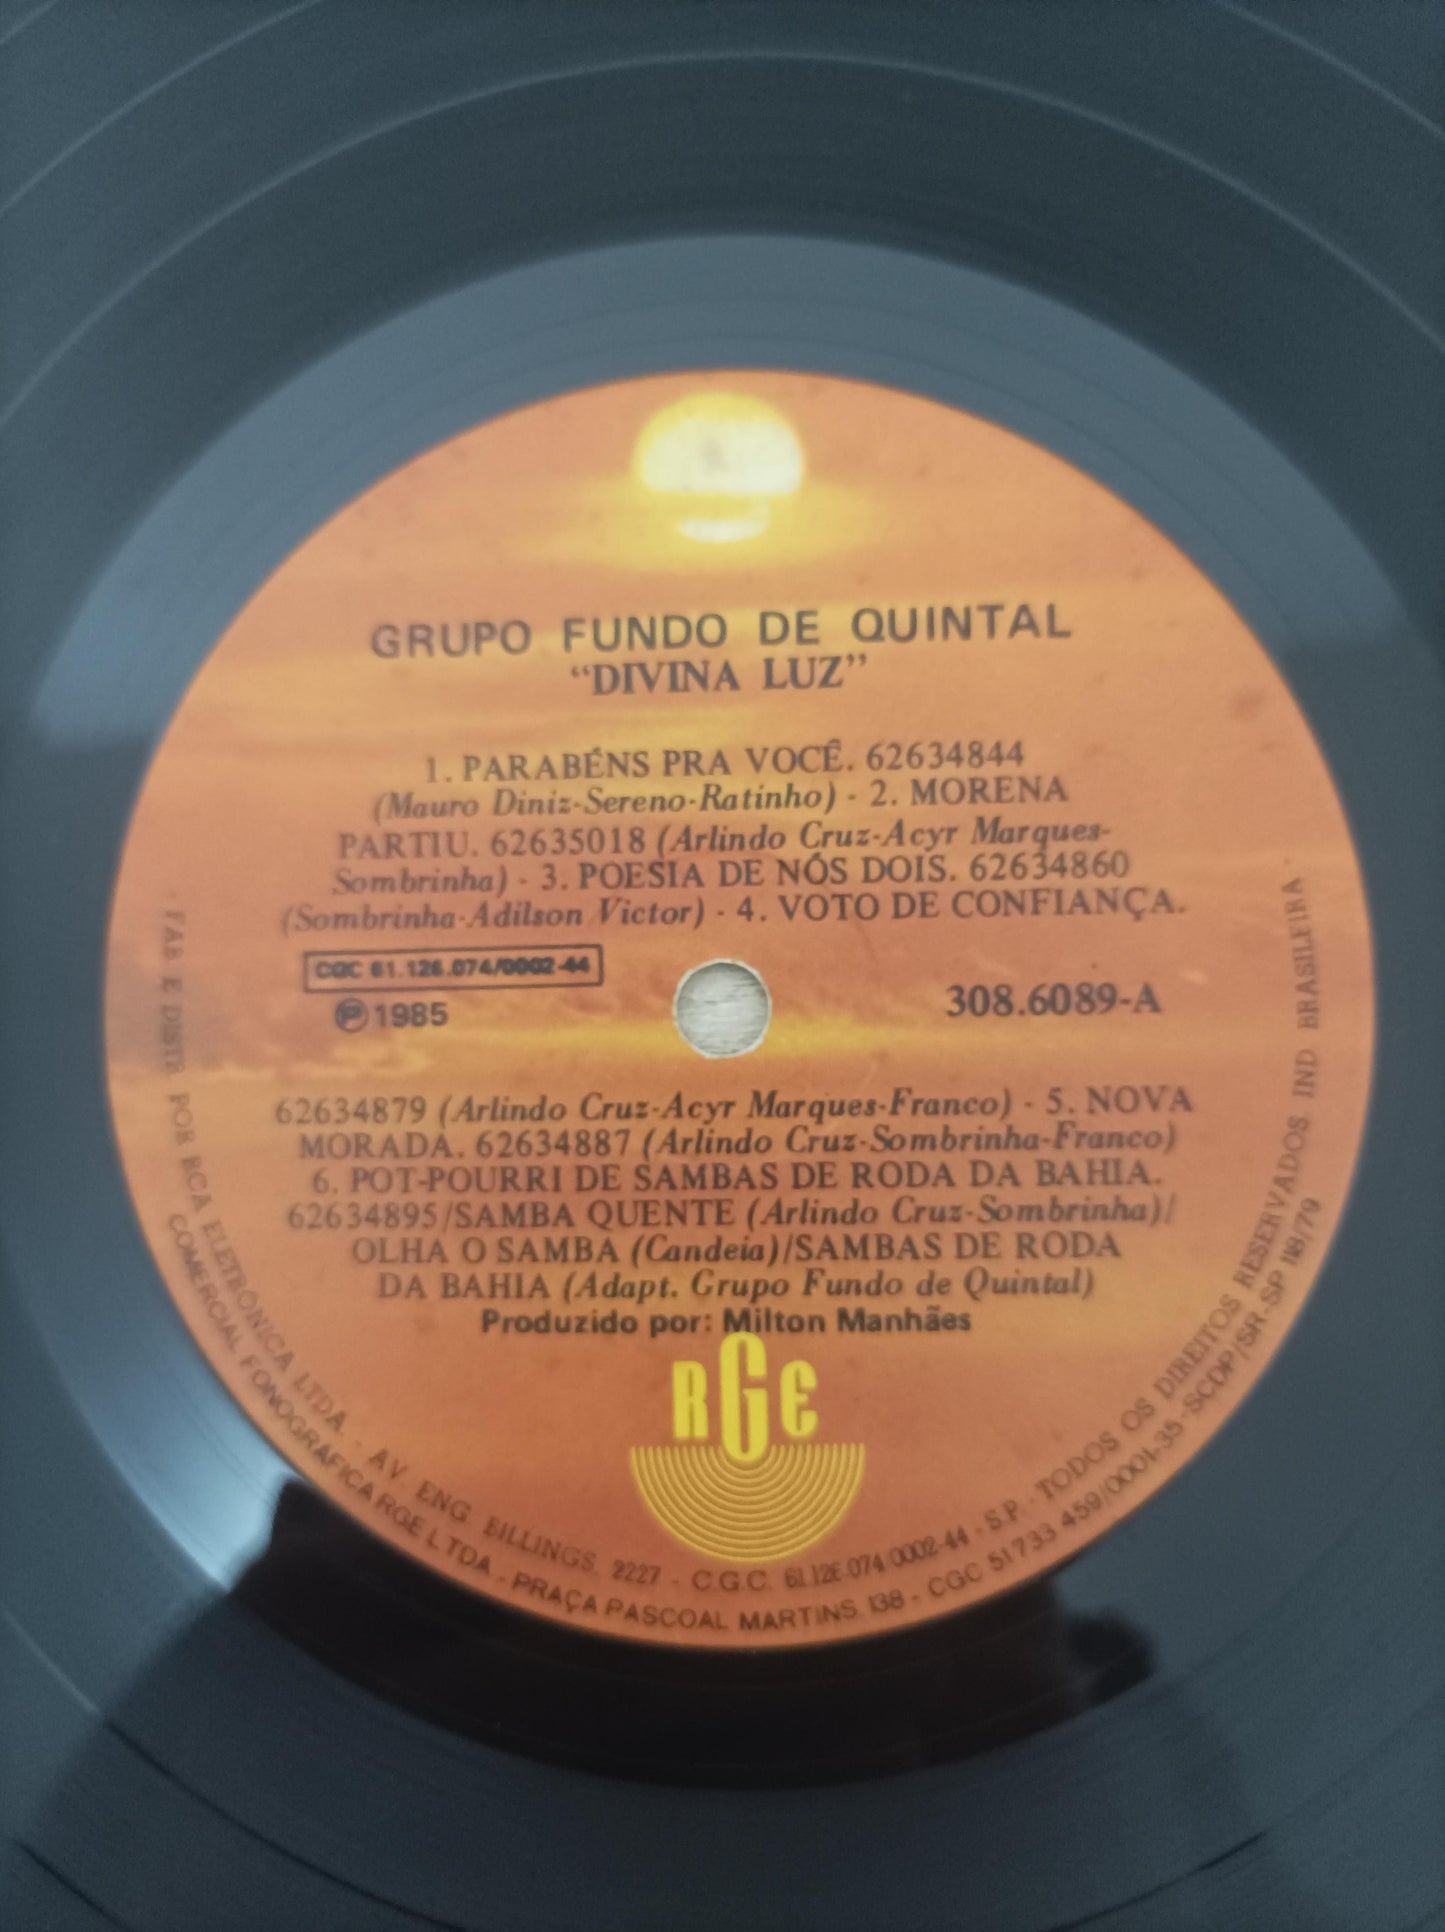 GRUPO FUNDO DE QUINTAL
“DIVINA LUZ”
1. PARABÉNS PRA VOCÊ. 62634844
(Mauro Diniz-Sereno-Ratinho) - 2. MORENA
PARTIU. 62635018 (Arlindo Cruz-Acyr Marques-
Sombrinha) - 3. POESIA DE NÓS DOIS. 62634860
(Sombrinha-Adilson Victor) - 4. VOTO DE CONFIANÇA.
CGC 61.126.074/0002-44
℗ 1985
308.6089-A
62634879 (Arlindo Cruz-Acyr Marques-Franco) - 5. NOVA
MORADA. 62634887 (Arlindo Cruz-Sombrinha-Franco)
6. POT-POURRI DE SAMBAS DE RODA DA BAHIA.
62634895/SAMBA QUENTE (Arlindo Cruz-Sombrinha)/
OLHA O SAMBA (Candeia)/SAMBAS DE RODA
DA BAHIA (Adapt. Grupo Fundo de Quintal)
Produzido por: Milton Manhães
RGE
· FAB E DISTR POR RCA ELETRÔNICA LTDA · AV ENG BILLINGS, 2227 - C.G.C. 61.126.074/0002-44 - S.P. · TODOS OS DIREITOS RESERVADOS IND BRASILEIRA ·
COMERCIAL FONOGRAFICA RGE LTDA - PRAÇA PASCOAL MARTINS, 138 - CGC 51 733 459/0001-35 - SCDP/SR-SP 118/79